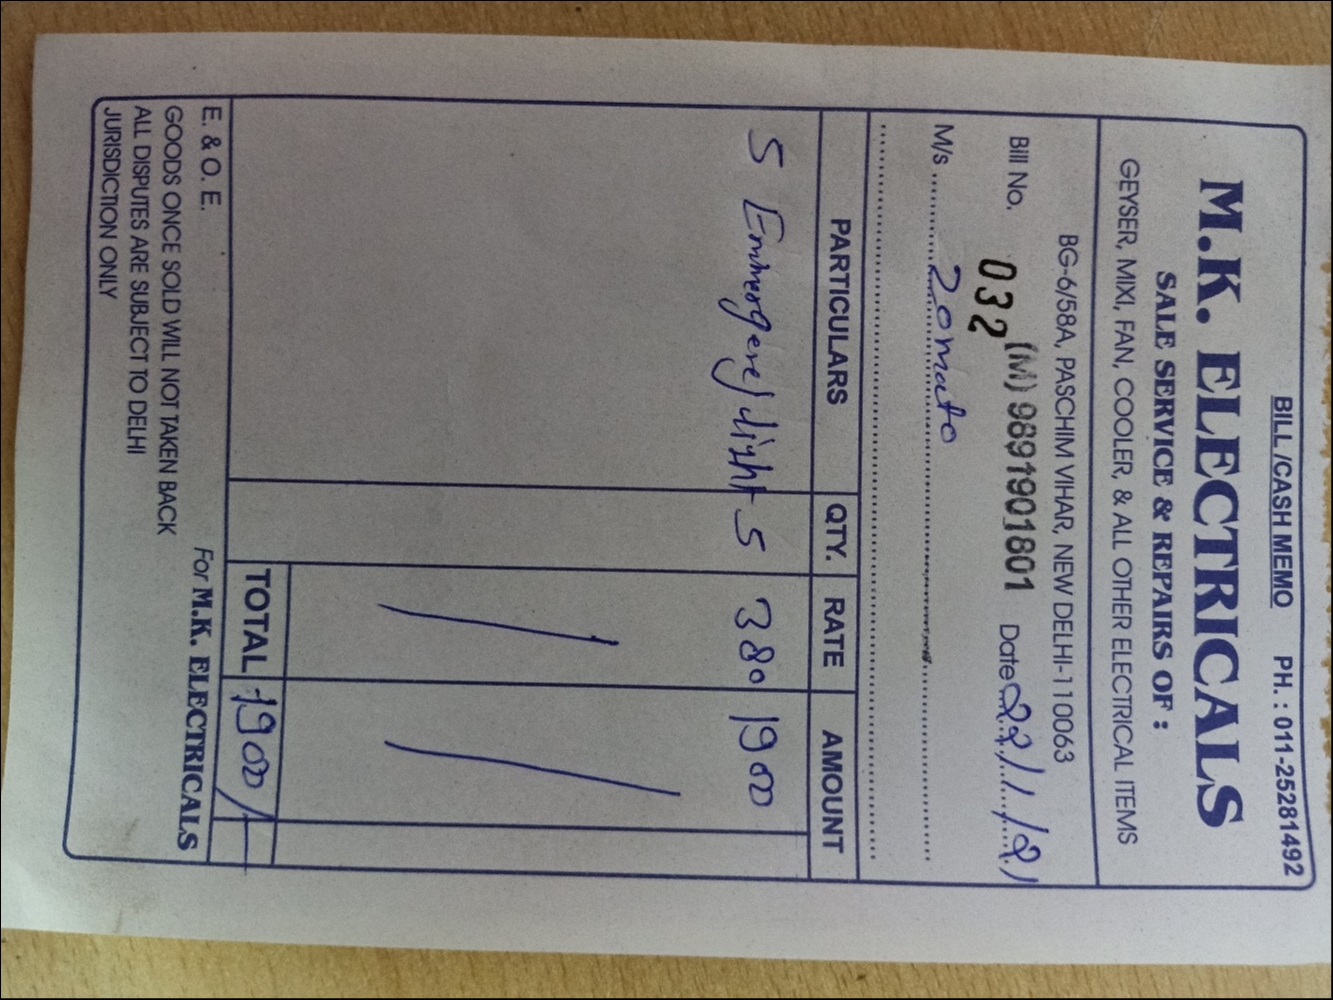 BILL /CASH MEMO PH. : 011-25281492
M.K. ELECTRICALS
SALE SERVICE & REPAIRS OF :
GEYSER, MIXI, FAN, COOLER, & ALL OTHER ELECTRICAL ITEMS
BG-6/58A, PASCHIM VIHAR, NEW DELHI-110063
(M) 9891901801
Bill No. 032 Date 22/1/21
M/s Zomato
PARTICULARS QTY. RATE AMOUNT
5 Emmergency light 5 380 1900
TOTAL 1900/-
E. & O. E. For M.K. ELECTRICALS
GOODS ONCE SOLD WILL NOT TAKEN BACK
ALL DISPUTES ARE SUBJECT TO DELHI
JURISDICTION ONLY